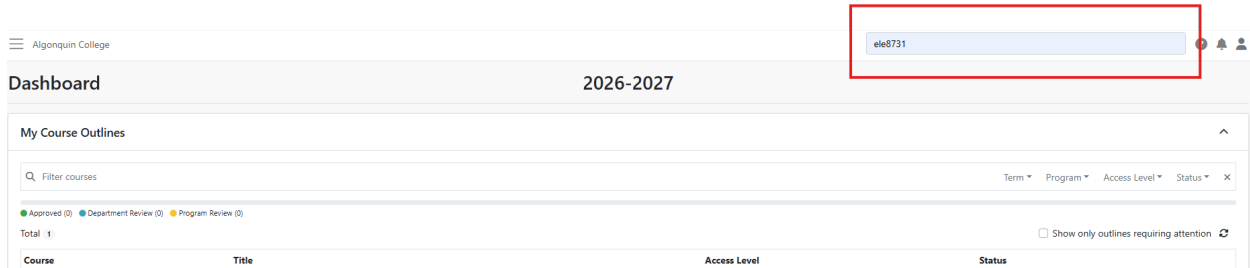 Algonquin College
ele8731
Dashboard
2026-2027
My Course Outlines
Filter courses
Term
Program
Access Level
Status
Approved (0) Department Review (0) Program Review (0)
Total 1
Show only outlines requiring attention
Course Title Access Level Status